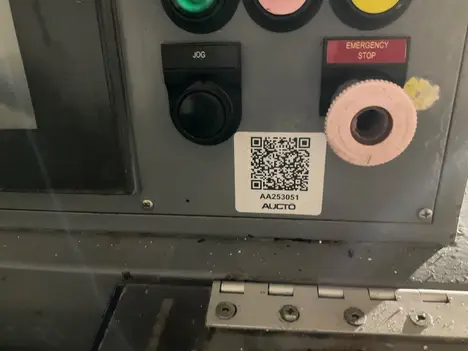 JOG
EMERGENCY
STOP
AA253051
AUCTO